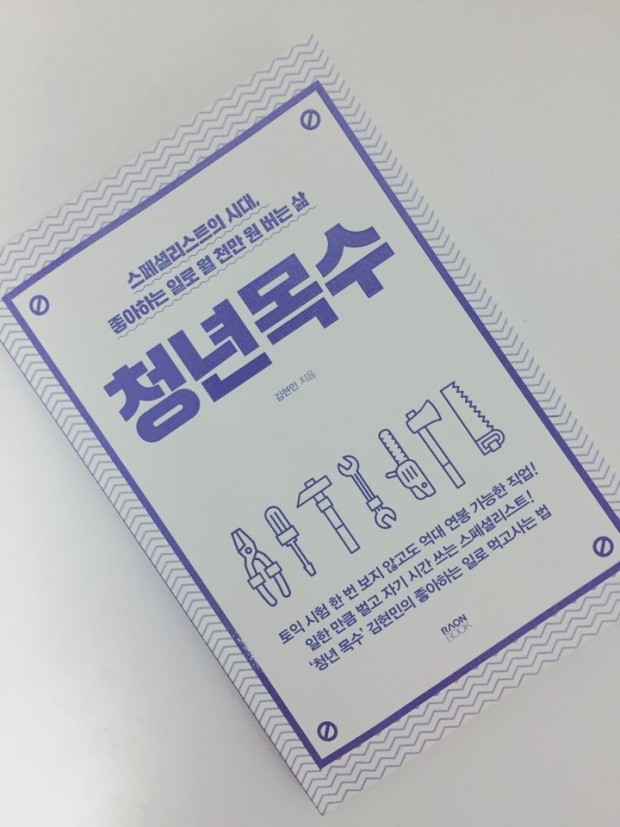 스페셜리스트의 시대,
좋아하는 일로 월 천만 원 버는 삶
청년목수
김현민 지음
토익 시험 한 번 보지 않고도 억대 연봉 가능한 직업!
일한 만큼 벌고 자기 시간 쓰는 스페셜리스트!
‘청년 목수’ 김현민의 좋아하는 일로 먹고사는 법
RAON
BOOK